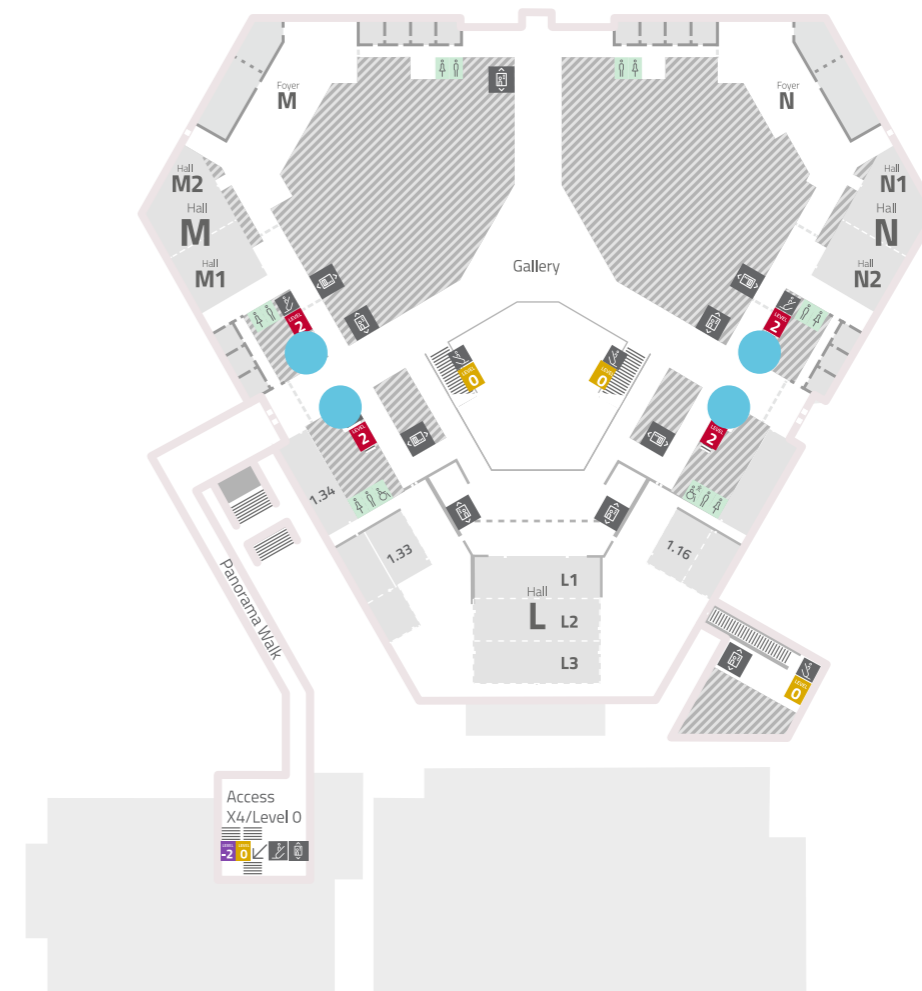 Foyer
M
Foyer
N
Hall
M2
Hall
N1
Hall
M
Hall
N
Hall
M1
Hall
N2
Gallery
LEVEL
2
LEVEL
2
LEVEL
0
LEVEL
0
LEVEL
2
LEVEL
2
1.34
1.33
1.16
Hall
L
L1
L2
L3
Panorama Walk
LEVEL
0
Access
X4/Level 0
LEVEL
-2
LEVEL
0